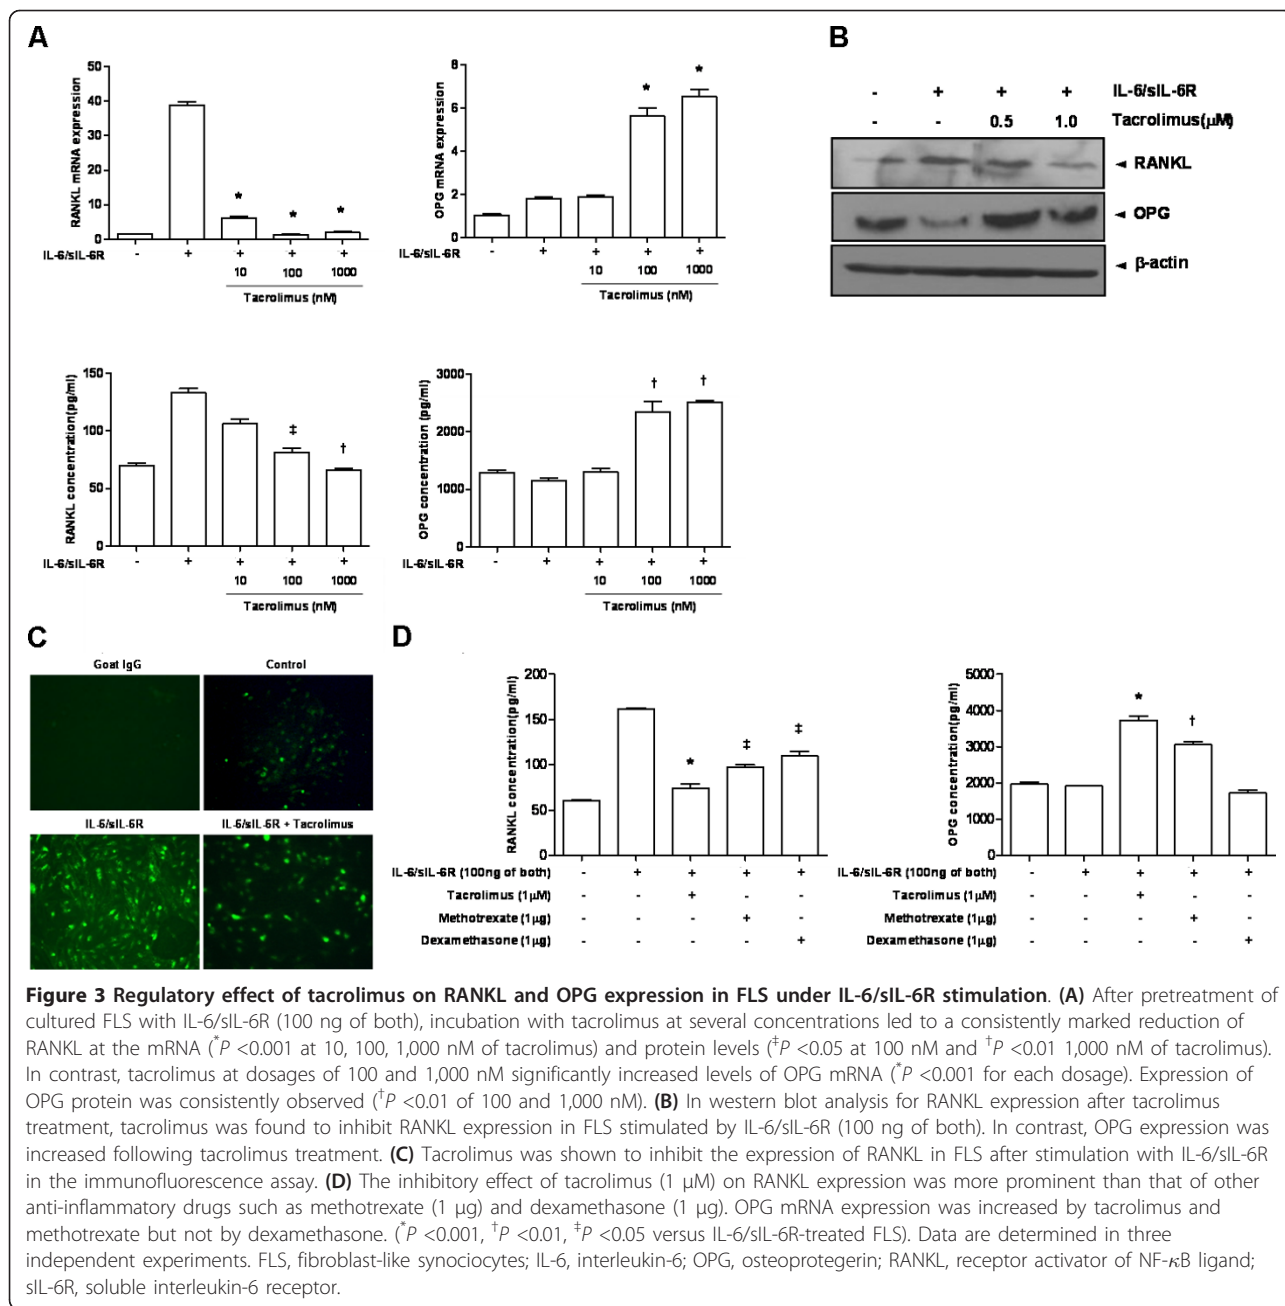 A
RANKL mRNA expression
50
40
30
20
10
0
* * *
IL-6/sIL-6R - + + + +
10 100 1000
Tacrolimus (nM)
OPG mRNA expression
8
6
4
2
0
* *
IL-6/sIL-6R - + + + +
10 100 1000
Tacrolimus (nM)
B
- + + + IL-6/sIL-6R
- - 0.5 1.0 Tacrolimus(μM)
◄ RANKL
◄ OPG
◄ β-actin
RANKL concentration(pg/ml)
150
100
50
0
‡ †
IL-6/sIL-6R - + + + +
10 100 1000
Tacrolimus (nM)
OPG concentration (pg/ml)
3000
2000
1000
0
† †
IL-6/sIL-6R - + + + +
10 100 1000
Tacrolimus (nM)
C
Goat IgG Control
IL-6/sIL-6R IL-6/sIL-6R + Tacrolimus
D
RANKL concentration(pg/ml)
200
150
100
50
0
* ‡ ‡
IL-6/sIL-6R (100ng of both) - + + + +
Tacrolimus (1μM) - - + - -
Methotrexate (1μg) - - - + -
Dexamethasone (1μg) - - - - +
OPG concentration(pg/ml)
5000
4000
3000
2000
1000
0
* †
IL-6/sIL-6R (100ng of both) - + + + +
Tacrolimus (1μM) - - + - -
Methotrexate (1μg) - - - + -
Dexamethasone (1μg) - - - - +
Figure 3 Regulatory effect of tacrolimus on RANKL and OPG expression in FLS under IL-6/sIL-6R stimulation. (A) After pretreatment of
cultured FLS with IL-6/sIL-6R (100 ng of both), incubation with tacrolimus at several concentrations led to a consistently marked reduction of
RANKL at the mRNA (*P <0.001 at 10, 100, 1,000 nM of tacrolimus) and protein levels (‡P <0.05 at 100 nM and †P <0.01 1,000 nM of tacrolimus).
In contrast, tacrolimus at dosages of 100 and 1,000 nM significantly increased levels of OPG mRNA (*P <0.001 for each dosage). Expression of
OPG protein was consistently observed (†P <0.01 of 100 and 1,000 nM). (B) In western blot analysis for RANKL expression after tacrolimus
treatment, tacrolimus was found to inhibit RANKL expression in FLS stimulated by IL-6/sIL-6R (100 ng of both). In contrast, OPG expression was
increased following tacrolimus treatment. (C) Tacrolimus was shown to inhibit the expression of RANKL in FLS after stimulation with IL-6/sIL-6R
in the immunofluorescence assay. (D) The inhibitory effect of tacrolimus (1 μM) on RANKL expression was more prominent than that of other
anti-inflammatory drugs such as methotrexate (1 μg) and dexamethasone (1 μg). OPG mRNA expression was increased by tacrolimus and
methotrexate but not by dexamethasone. (*P <0.001, †P <0.01, ‡P <0.05 versus IL-6/sIL-6R-treated FLS). Data are determined in three
independent experiments. FLS, fibroblast-like synociocytes; IL-6, interleukin-6; OPG, osteoprotegerin; RANKL, receptor activator of NF-κB ligand;
sIL-6R, soluble interleukin-6 receptor.